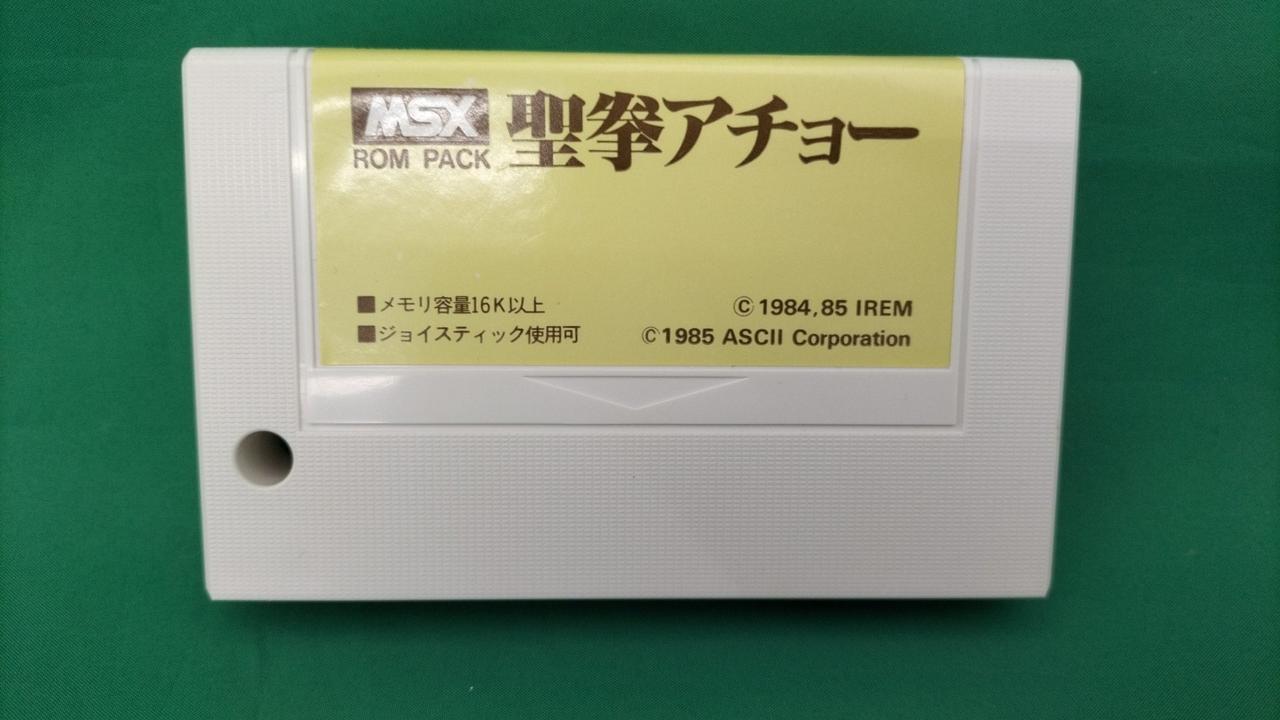 MSX 聖拳アチョー
ROM PACK
■メモリ容量16K以上
■ジョイスティック使用可
©1984,85 IREM
©1985 ASCII Corporation